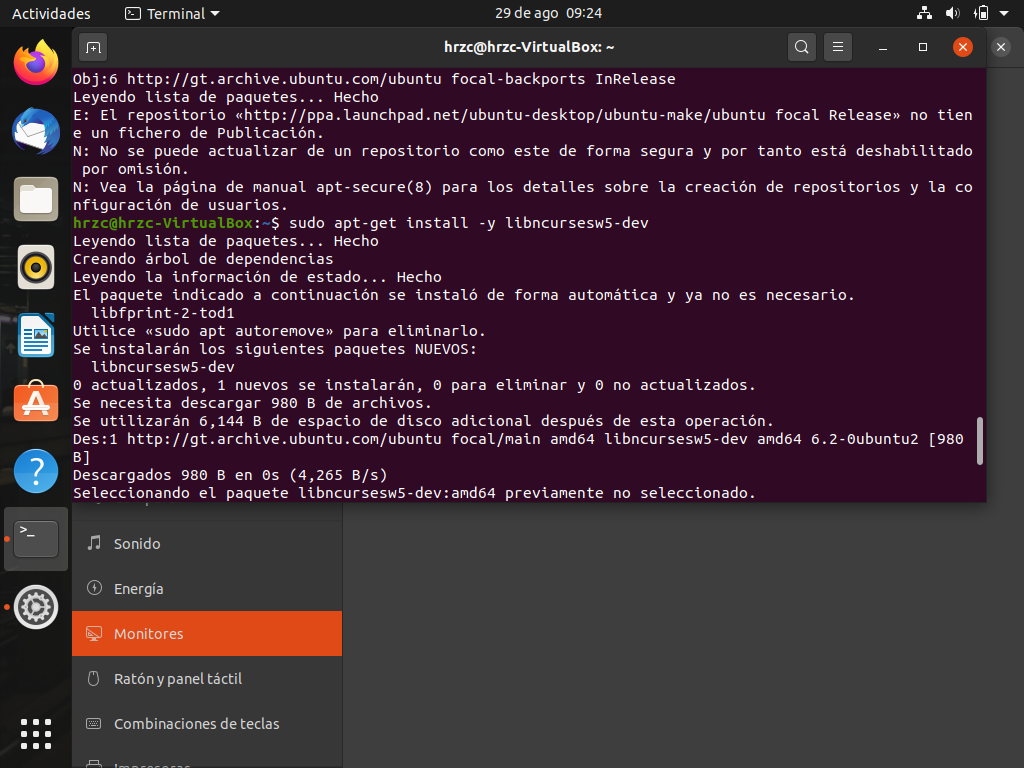 Actividades
Terminal
29 de ago 09:24
hrzc@hrzc-VirtualBox: ~
Obj:6 http://gt.archive.ubuntu.com/ubuntu focal-backports InRelease
Leyendo lista de paquetes... Hecho
E: El repositorio «http://ppa.launchpad.net/ubuntu-desktop/ubuntu-make/ubuntu focal Release» no tien
e un fichero de Publicación.
N: No se puede actualizar de un repositorio como este de forma segura y por tanto está deshabilitado
 por omisión.
N: Vea la página de manual apt-secure(8) para los detalles sobre la creación de repositorios y la co
nfiguración de usuarios.
hrzc@hrzc-VirtualBox:~$ sudo apt-get install -y libncursesw5-dev
Leyendo lista de paquetes... Hecho
Creando árbol de dependencias
Leyendo la información de estado... Hecho
El paquete indicado a continuación se instaló de forma automática y ya no es necesario.
  libfprint-2-tod1
Utilice «sudo apt autoremove» para eliminarlo.
Se instalarán los siguientes paquetes NUEVOS:
  libncursesw5-dev
0 actualizados, 1 nuevos se instalarán, 0 para eliminar y 0 no actualizados.
Se necesita descargar 980 B de archivos.
Se utilizarán 6,144 B de espacio de disco adicional después de esta operación.
Des:1 http://gt.archive.ubuntu.com/ubuntu focal/main amd64 libncursesw5-dev amd64 6.2-0ubuntu2 [980
B]
Descargados 980 B en 0s (4,265 B/s)
Seleccionando el paquete libncursesw5-dev:amd64 previamente no seleccionado.
Sonido
Energía
Monitores
Ratón y panel táctil
Combinaciones de teclas
Impresoras